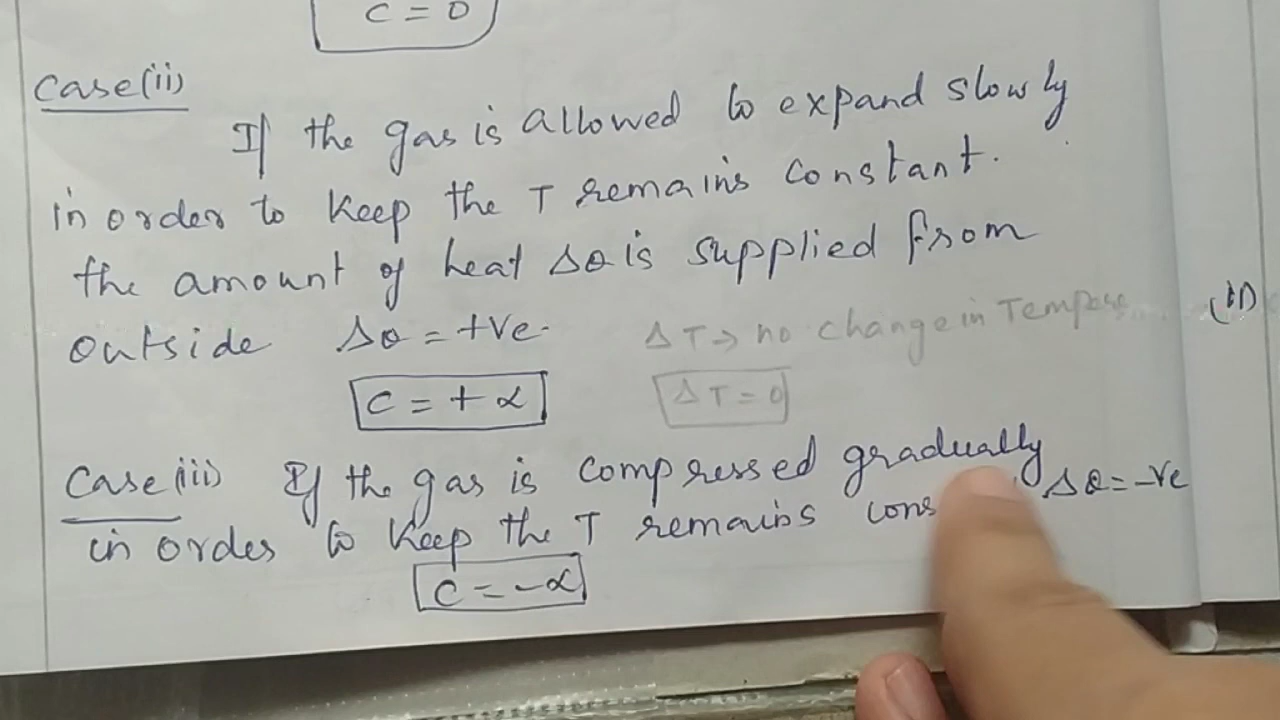 C = 0
Case(ii)
If the gas is allowed to expand slowly
in order to keep the T remains constant.
the amount of heat ΔQ is supplied from
outside ΔQ = +ve. ΔT → no change in
C = + α ΔT = 0
Case(iii) If the gas is compressed gradually
in order to keep the T remains ΔQ = -ve
C = - α